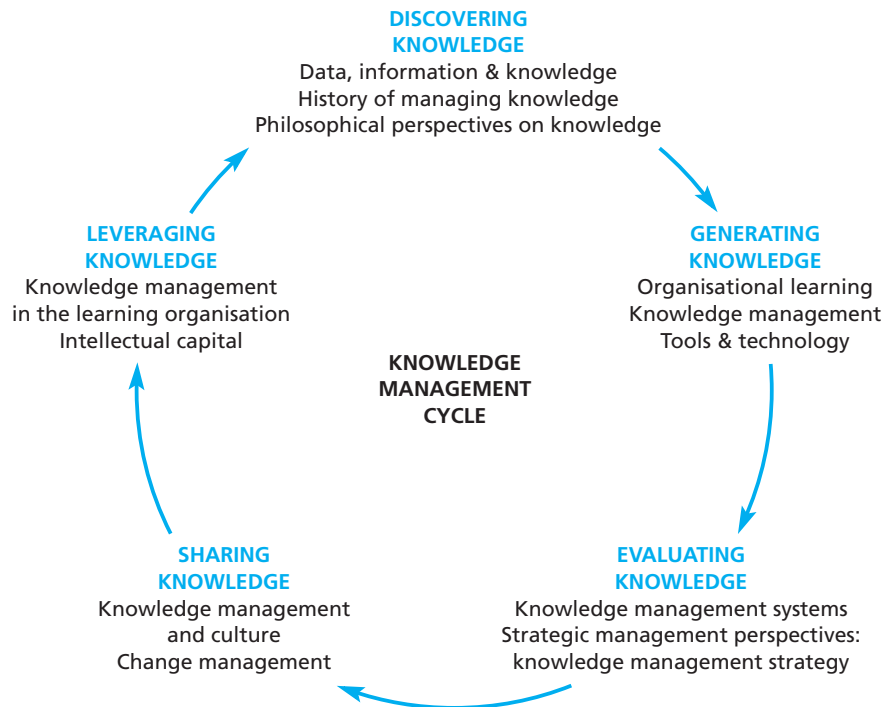 DISCOVERING
KNOWLEDGE
Data, information & knowledge
History of managing knowledge
Philosophical perspectives on knowledge
GENERATING
KNOWLEDGE
Organisational learning
Knowledge management
Tools & technology
EVALUATING
KNOWLEDGE
Knowledge management systems
Strategic management perspectives:
knowledge management strategy
SHARING
KNOWLEDGE
Knowledge management
and culture
Change management
LEVERAGING
KNOWLEDGE
Knowledge management
in the learning organisation
Intellectual capital
KNOWLEDGE
MANAGEMENT
CYCLE